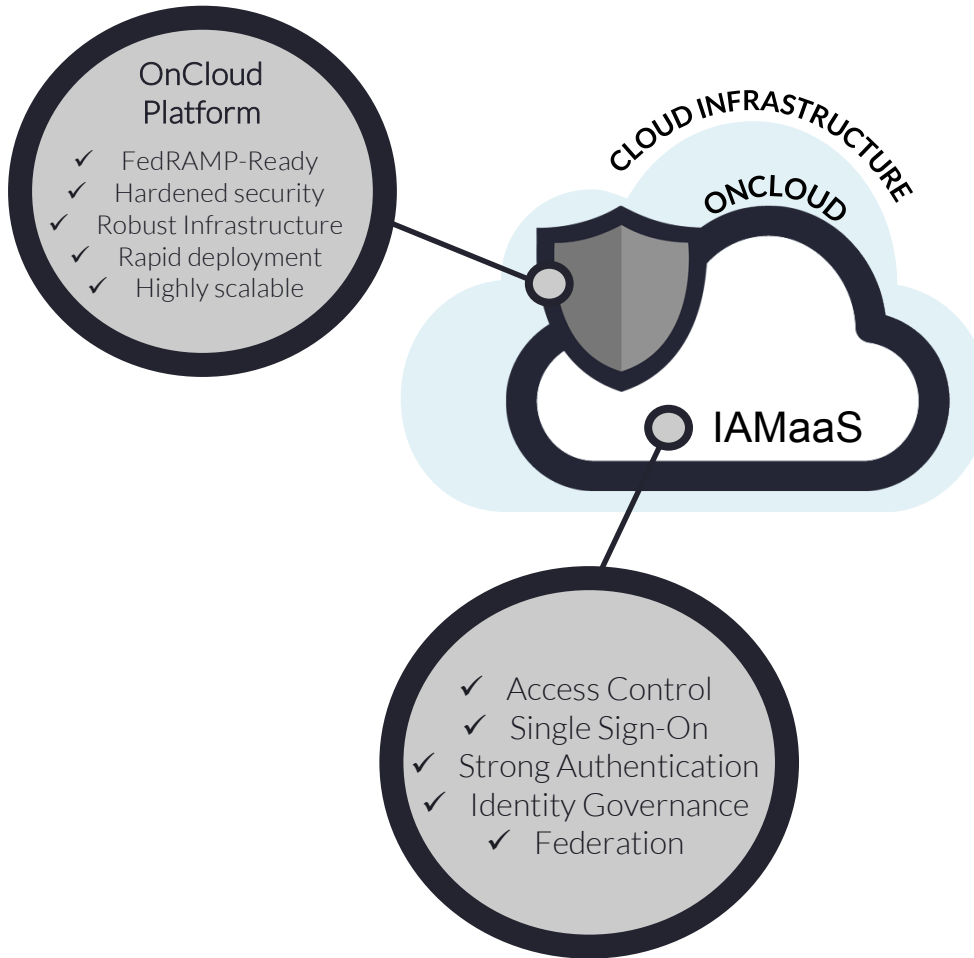 OnCloud
Platform
✓ FedRAMP-Ready
✓ Hardened security
✓ Robust Infrastructure
✓ Rapid deployment
✓ Highly scalable
CLOUD INFRASTRUCTURE
ONCLOUD
IAMaaS
✓ Access Control
✓ Single Sign-On
✓ Strong Authentication
✓ Identity Governance
✓ Federation